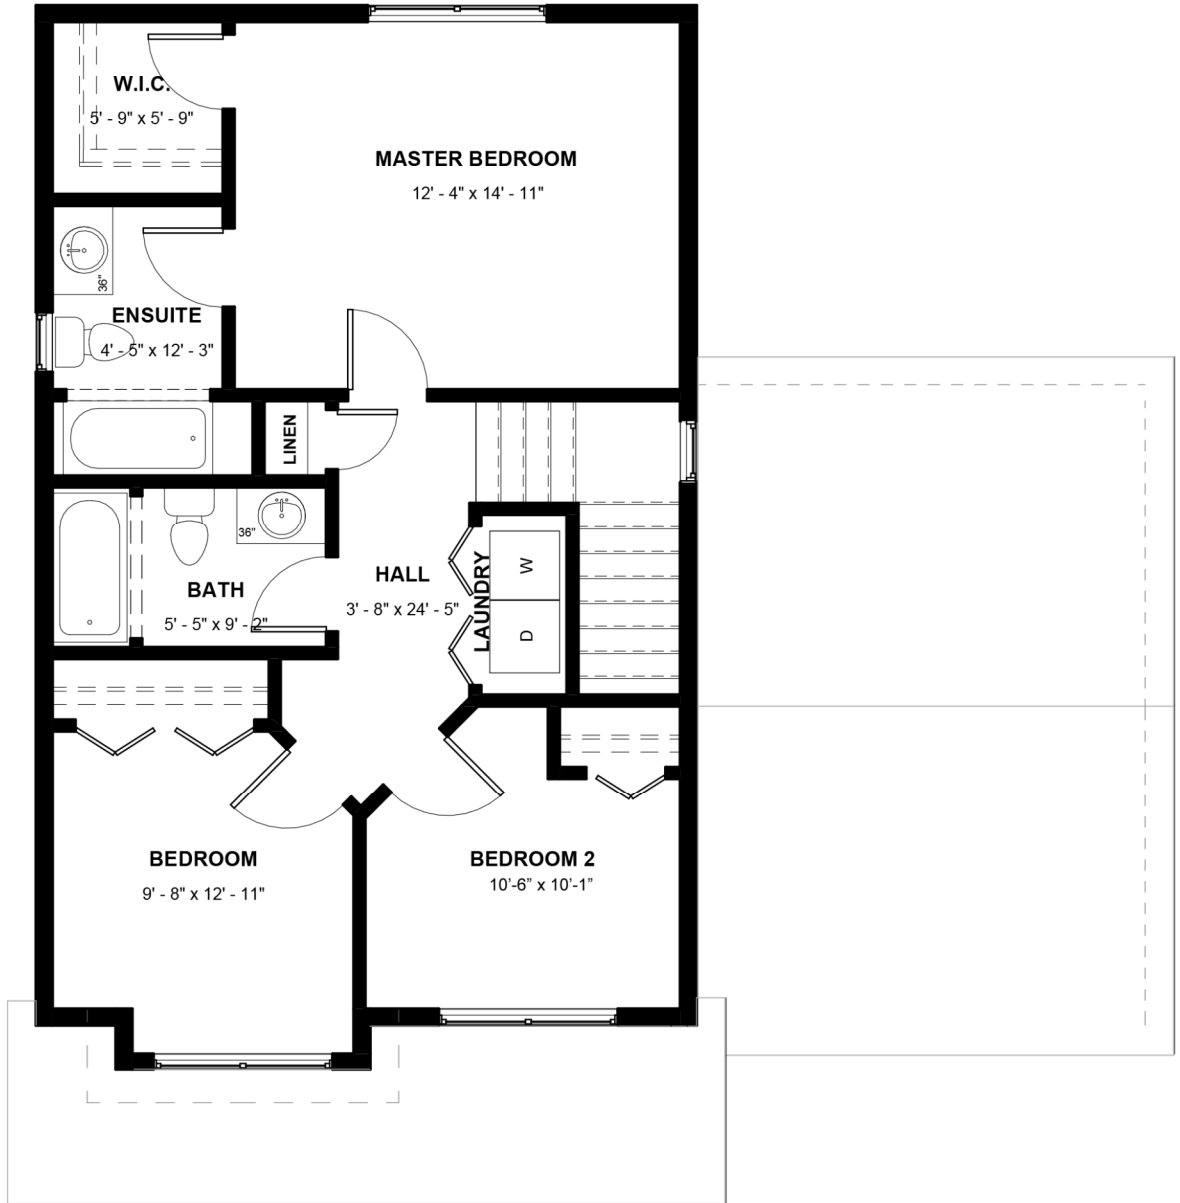 W.I.C.
5' - 9" x 5' - 9"
MASTER BEDROOM
12' - 4" x 14' - 11"
36"
ENSUITE
4' - 5" x 12' - 3"
LINEN
36"
BATH
5' - 5" x 9' - 2"
HALL
3' - 8" x 24' - 5"
LAUNDRY
W
D
BEDROOM
9' - 8" x 12' - 11"
BEDROOM 2
10’-6” x 10’-1”